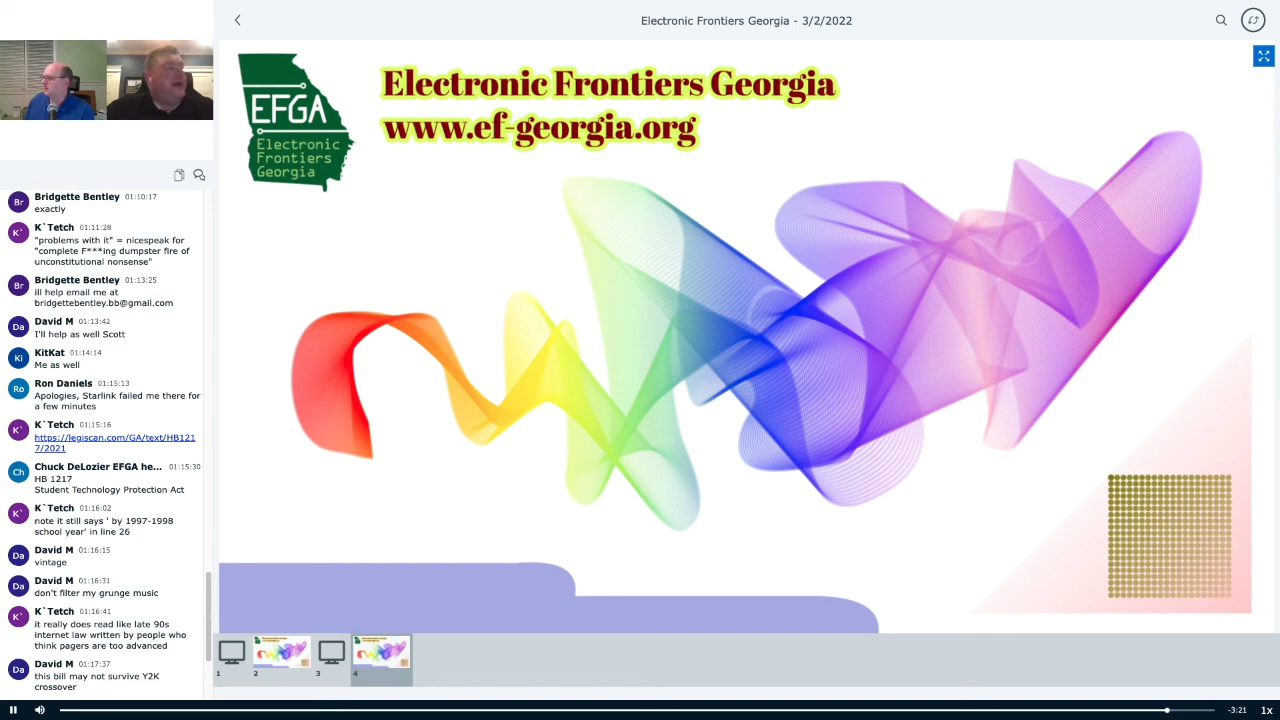 Electronic Frontiers Georgia - 3/2/2022
EFGA
Electronic
Frontiers
Georgia
Electronic Frontiers Georgia
www.ef-georgia.org
Br
Bridgette Bentley 01:10:17
exactly
K`
K`Tetch 01:11:28
"problems with it" = nicespeak for
"complete F***ing dumpster fire of
unconstitutional nonsense"
Br
Bridgette Bentley 01:13:25
ill help email me at
bridgettebentley.bb@gmail.com
Da
David M 01:13:42
I'll help as well Scott
Ki
KitKat 01:14:14
Me as well
Ro
Ron Daniels 01:15:13
Apologies, Starlink failed me there for
a few minutes
K`
K`Tetch 01:15:16
https://legiscan.com/GA/text/HB121
7/2021
Ch
Chuck DeLozier EFGA he... 01:15:30
HB 1217
Student Technology Protection Act
K`
K`Tetch 01:16:02
note it still says ' by 1997-1998
school year' in line 26
Da
David M 01:16:15
vintage
Da
David M 01:16:31
don't filter my grunge music
K`
K`Tetch 01:16:41
it really does read like late 90s
internet law written by people who
think pagers are too advanced
Da
David M 01:17:37
this bill may not survive Y2K
crossover
1
2
3
4
-3:21
1x